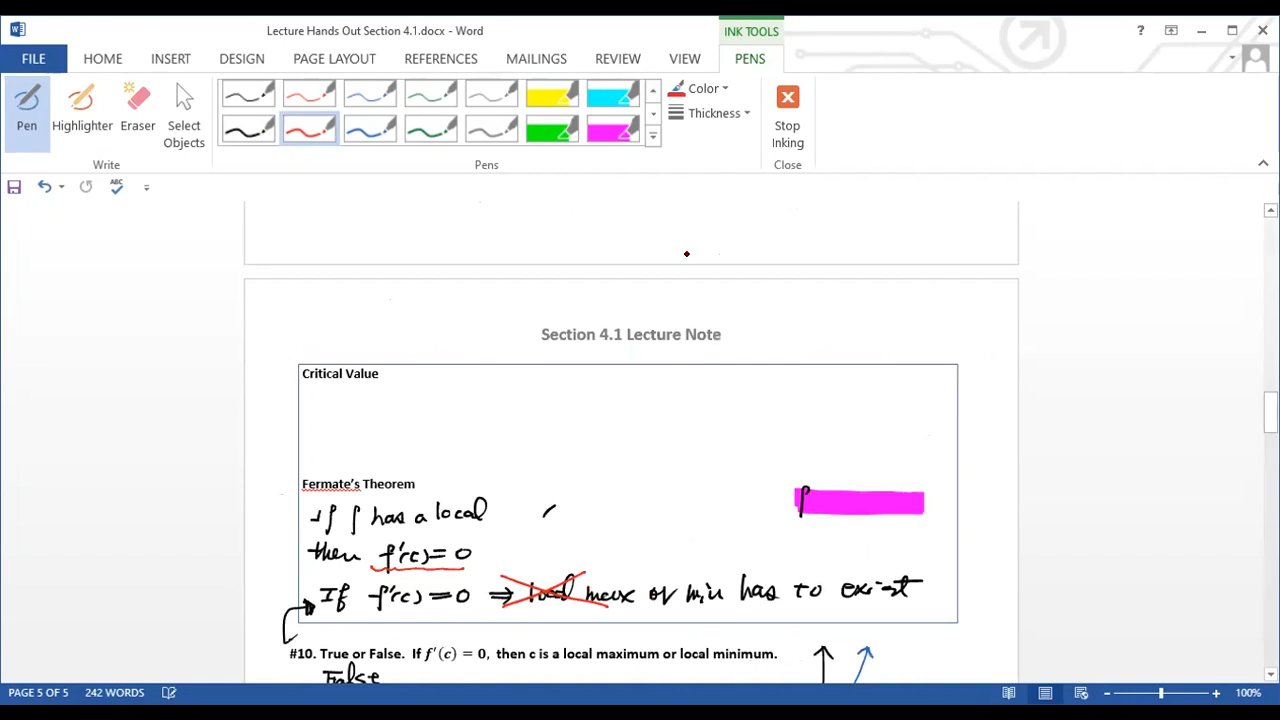 Lecture Hands Out Section 4.1.docx - Word
INK TOOLS
?
FILE HOME INSERT DESIGN PAGE LAYOUT REFERENCES MAILINGS REVIEW VIEW PENS
Pen Highlighter Eraser Select Objects
Color
Thickness
Stop Inking
Write Pens Close
ABC
Section 4.1 Lecture Note
Critical Value
Fermate's Theorem
If f has a local
f
then f'(c) = 0
If f'(c) = 0 ⇒ local max or min has to exist
#10. True or False. If f′(c) = 0, then c is a local maximum or local minimum.
False
PAGE 5 OF 5 242 WORDS 100%